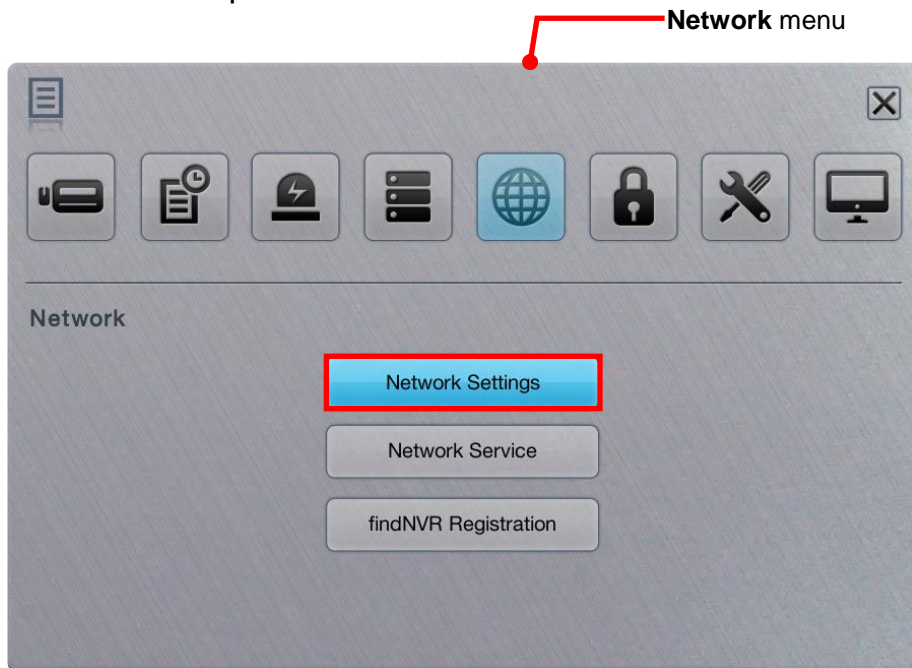 Network menu
Network
Network Settings
Network Service
findNVR Registration